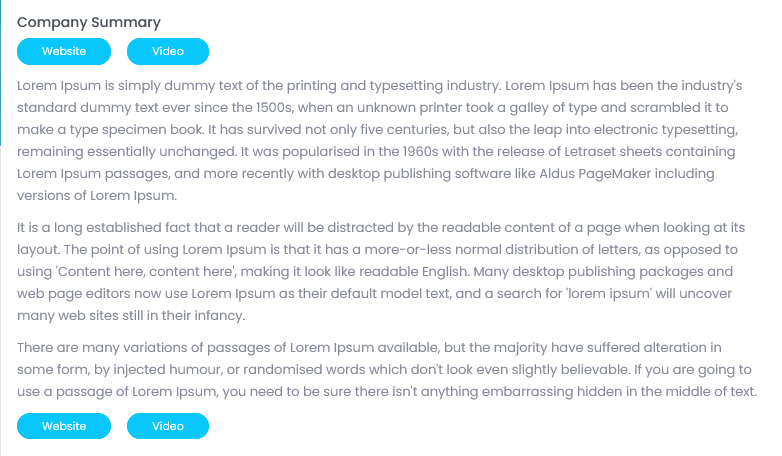 Company Summary
Website Video
Lorem Ipsum is simply dummy text of the printing and typesetting industry. Lorem Ipsum has been the industry's
standard dummy text ever since the 1500s, when an unknown printer took a galley of type and scrambled it to
make a type specimen book. It has survived not only five centuries, but also the leap into electronic typesetting,
remaining essentially unchanged. It was popularised in the 1960s with the release of Letraset sheets containing
Lorem Ipsum passages, and more recently with desktop publishing software like Aldus PageMaker including
versions of Lorem Ipsum.
It is a long established fact that a reader will be distracted by the readable content of a page when looking at its
layout. The point of using Lorem Ipsum is that it has a more-or-less normal distribution of letters, as opposed to
using 'Content here, content here', making it look like readable English. Many desktop publishing packages and
web page editors now use Lorem Ipsum as their default model text, and a search for 'lorem ipsum' will uncover
many web sites still in their infancy.
There are many variations of passages of Lorem Ipsum available, but the majority have suffered alteration in
some form, by injected humour, or randomised words which don't look even slightly believable. If you are going to
use a passage of Lorem Ipsum, you need to be sure there isn't anything embarrassing hidden in the middle of text.
Website Video